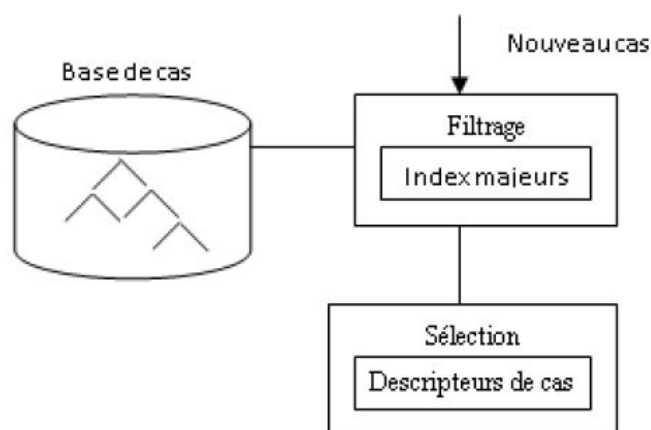 Nouveau cas
Base de cas
Filtrage
Index majeurs
Sélection
Descripteurs de cas